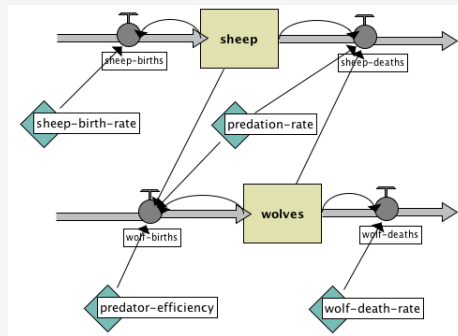 sheep
sheep-births
sheep-deaths
sheep-birth-rate
predation-rate
wolves
wolf-births
wolf-deaths
predator-efficiency
wolf-death-rate